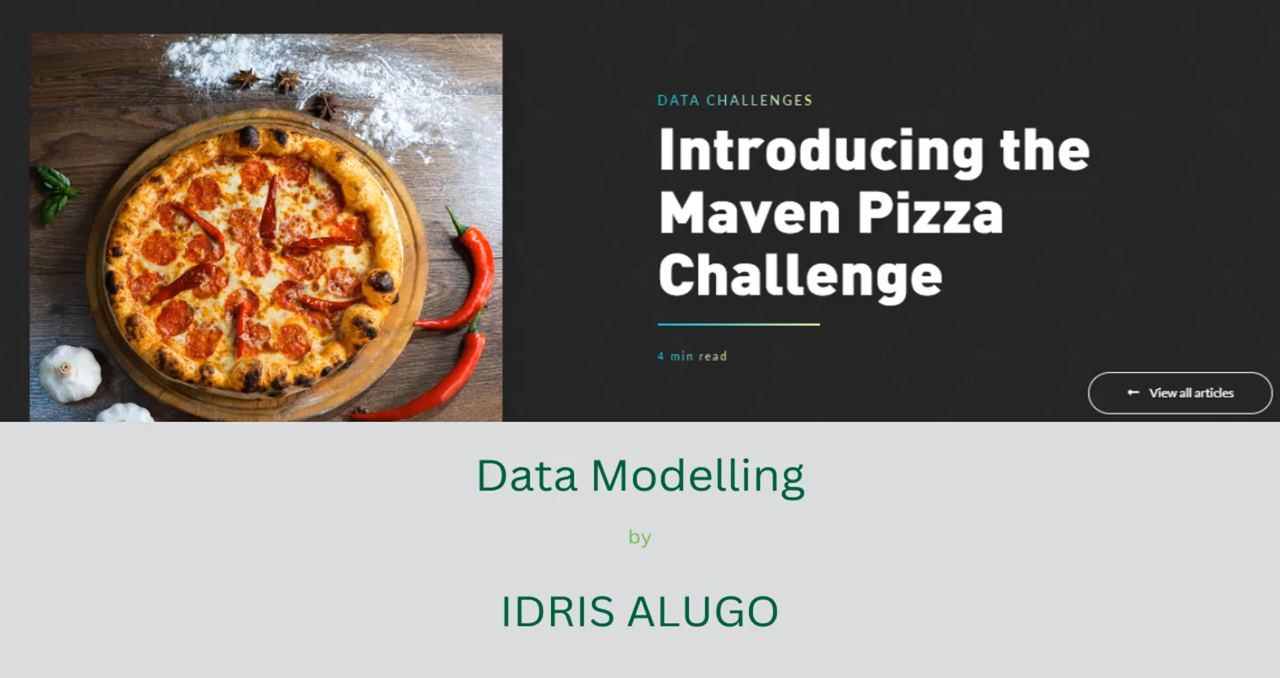 DATA CHALLENGES
Introducing the
Maven Pizza
Challenge
4 min read
← View all articles
Data Modelling
by
IDRIS ALUGO